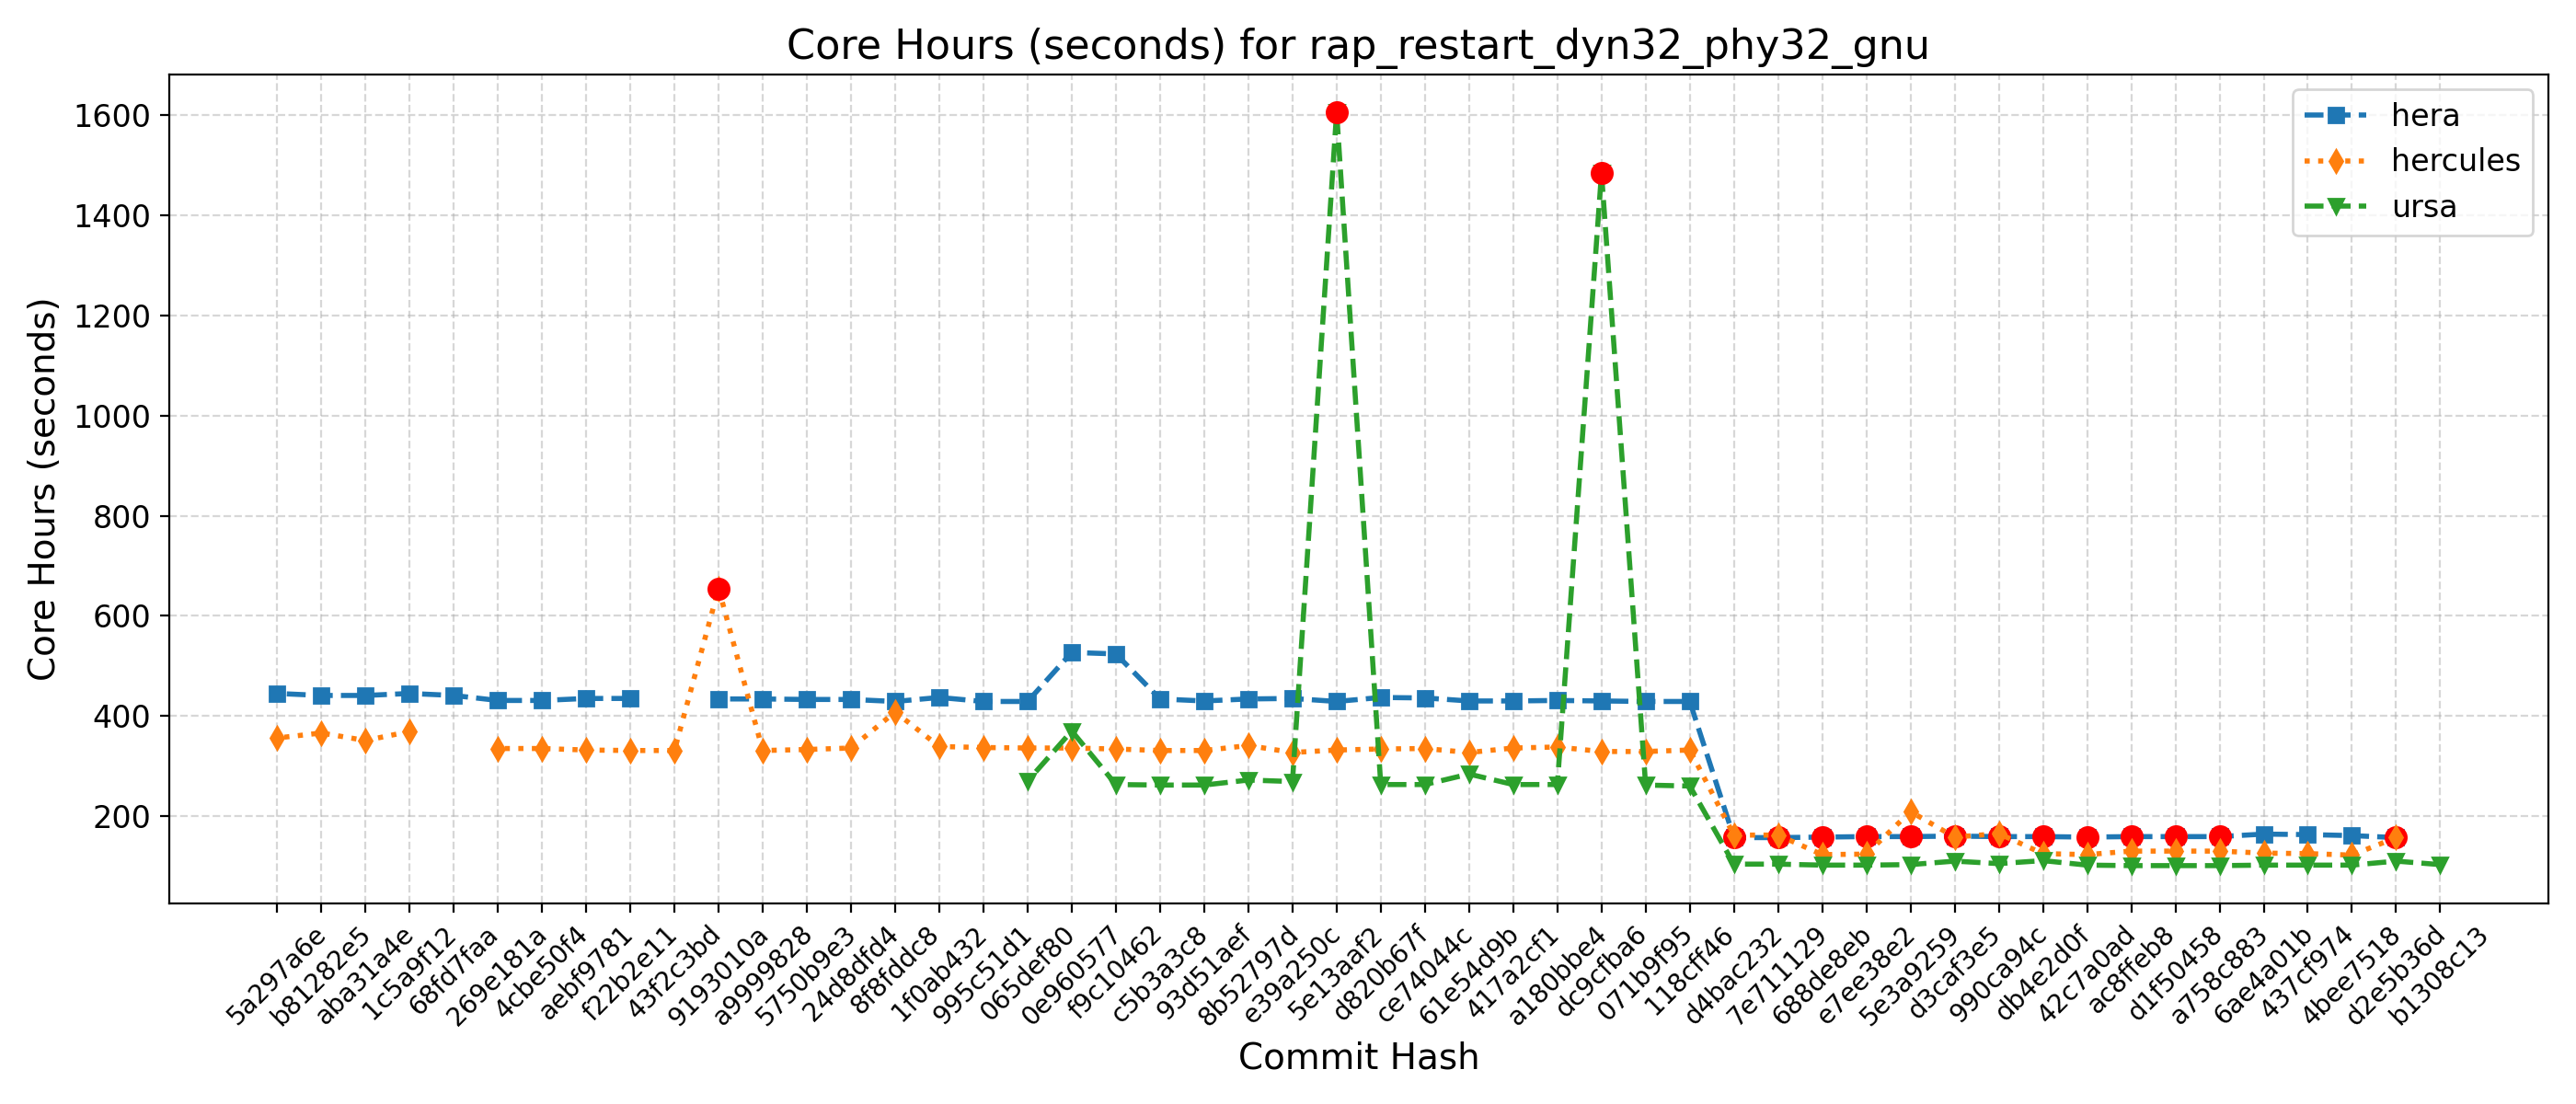 Core Hours (seconds) for rap_restart_dyn32_phy32_gnu
hera
hercules
ursa
Core Hours (seconds)
1600
1400
1200
1000
800
600
400
200
5a297a6e
b81282e5
aba31a4e
1c5a9f12
68fd7faa
269e181a
4cbe50f4
aebf9781
f22b2e11
43f2c3bd
9193010a
a9999828
5750b9e3
24d8dfd4
8f8fddc8
1f0ab432
995c51d1
065def80
0e960577
f9c10462
c5b3a3c8
93d51aef
8b52797d
e39a250c
5e13aaf2
d820b67f
ce74044c
61e54d9b
417a2cf1
a180bbe4
dc9cfba6
071b9f95
118cff46
d4bac232
7e711129
688de8eb
e7ee38e2
5e3a9259
d3caf3e5
990ca94c
db4e2d0f
42c7a0ad
ac8ffeb8
d1f50458
a758c883
6ae4a01b
437cf974
4bee7518
d2e5b36d
b1308c13
Commit Hash